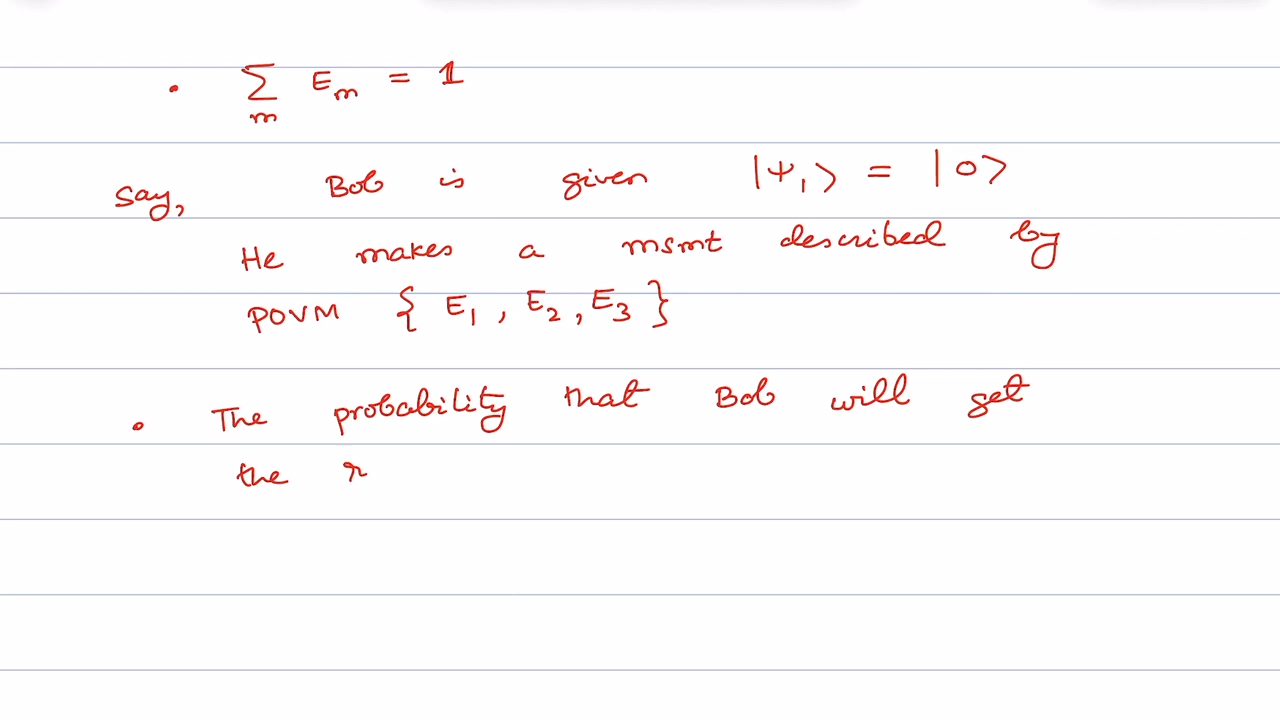 • ∑_m E_m = 𝟙
say, Bob is given |ψ₁⟩ = |0⟩
He makes a msmt described by
POVM { E₁, E₂, E₃ }
• The probability that Bob will get
the r